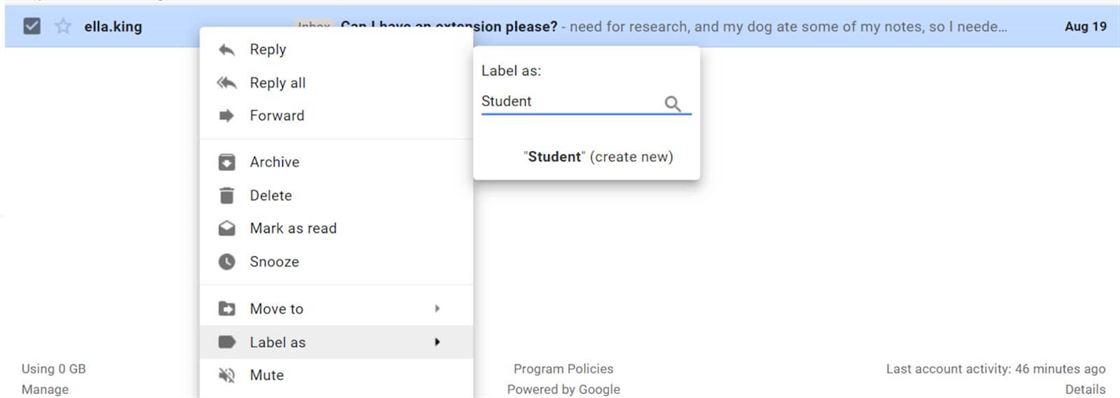 ella.king Inbox Can I have an extension please? - need for research, and my dog ate some of my notes, so I neede... Aug 19
Reply
Reply all
Forward
Archive
Delete
Mark as read
Snooze
Move to
Label as
Mute
Label as:
Student
"Student" (create new)
Using 0 GB
Manage
Program Policies
Powered by Google
Last account activity: 46 minutes ago
Details